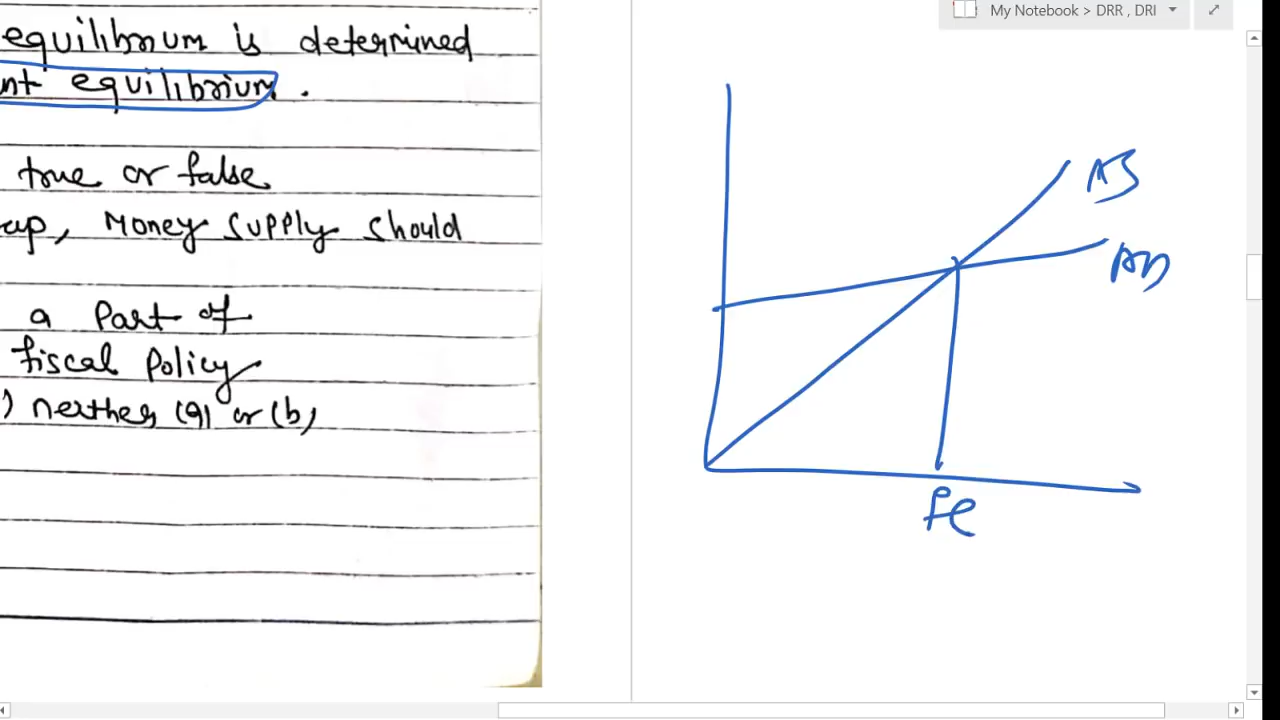 equilibrium is determined
nt equilibrium.
true or false
ap, Money supply should
a Part of
fiscal Policy
) neither (a) or (b)
My Notebook > DRR , DRI
AS
AD
fe